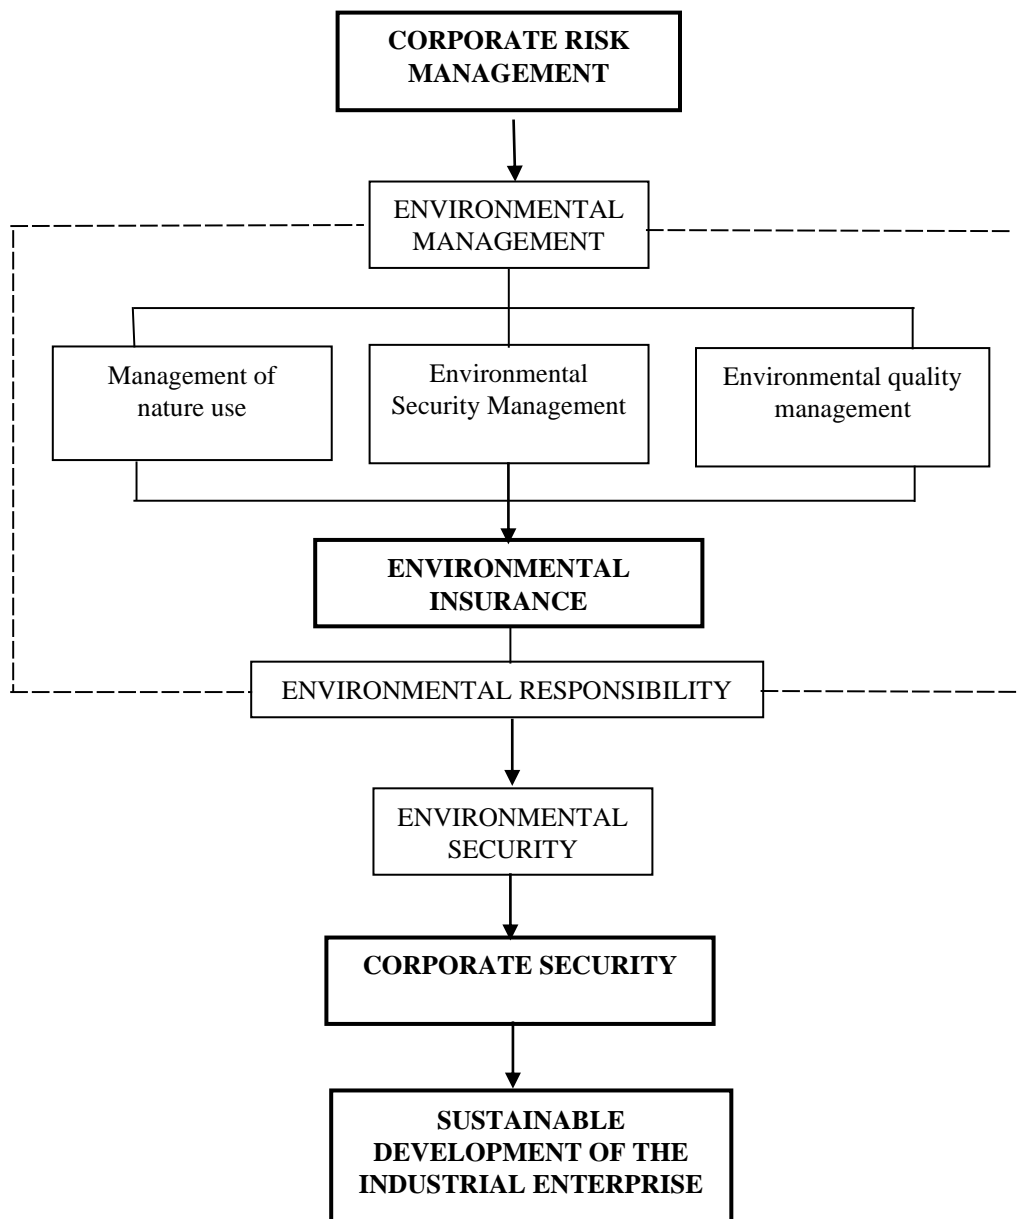 CORPORATE RISK
MANAGEMENT
ENVIRONMENTAL
MANAGEMENT
Management of
nature use
Environmental
Security Management
Environmental quality
management
ENVIRONMENTAL
INSURANCE
ENVIRONMENTAL RESPONSIBILITY
ENVIRONMENTAL
SECURITY
CORPORATE SECURITY
SUSTAINABLE
DEVELOPMENT OF THE
INDUSTRIAL ENTERPRISE